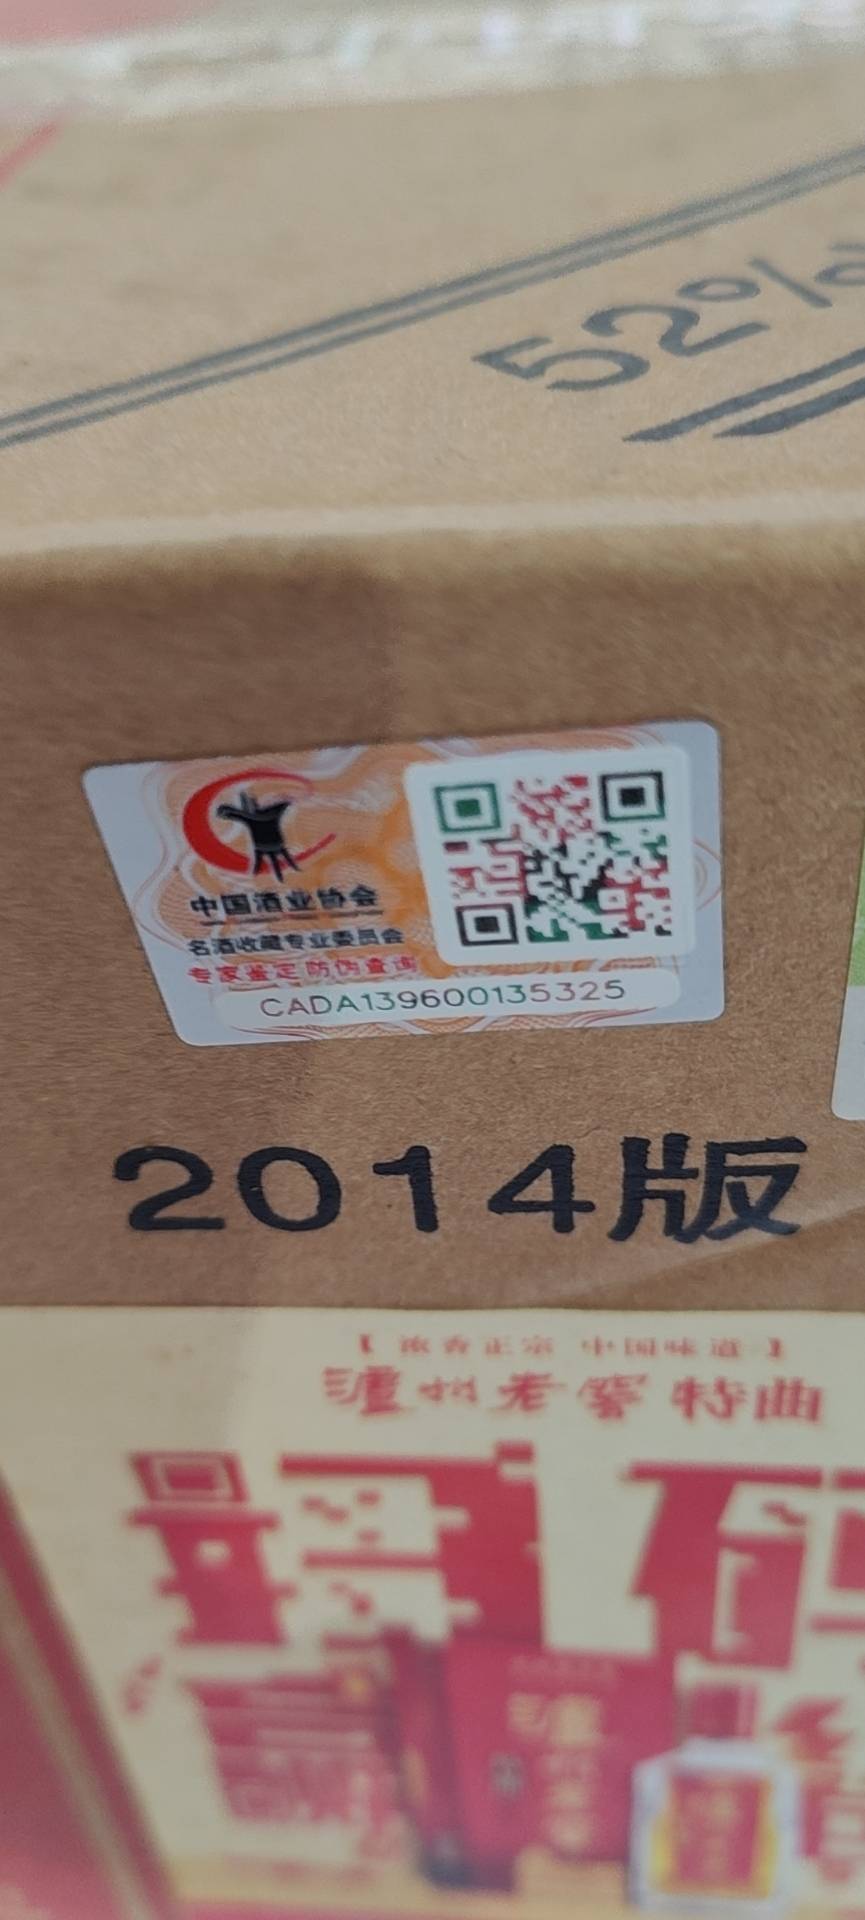 52%
中国酒业协会
名酒收藏专业委员会
专家鉴定防伪查询
CADA139600135325
2014版
【浓香正宗 中国味道】
泸州老窖 特曲